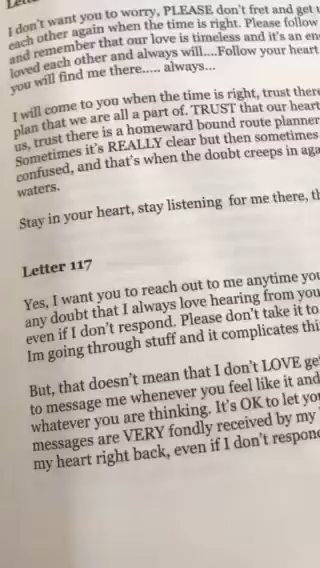 I don't want you to worry, PLEASE don't fret and get
each other again when the time is right. Please follow
and remember that our love is timeless and it's an
loved each other and always will....Follow your heart
you will find me there..... always...
I will come to you when the time is right, trust
plan that we are all a part of. TRUST that our heart
us, trust there is a homeward bound route planner
Sometimes it's REALLY clear but then sometimes
confused, and that's when the doubt creeps in
waters.
Stay in your heart, stay listening for me there,
Letter 117
Yes, I want you to reach out to me anytime
any doubt that I always love hearing from you
even if I don't respond. Please don't take it to
Im going through stuff and it complicates
But, that doesn't mean that I don't LOVE
to message me whenever you feel like it and
whatever you are thinking. It's OK to let
messages are VERY fondly received by my
my heart right back, even if I don't